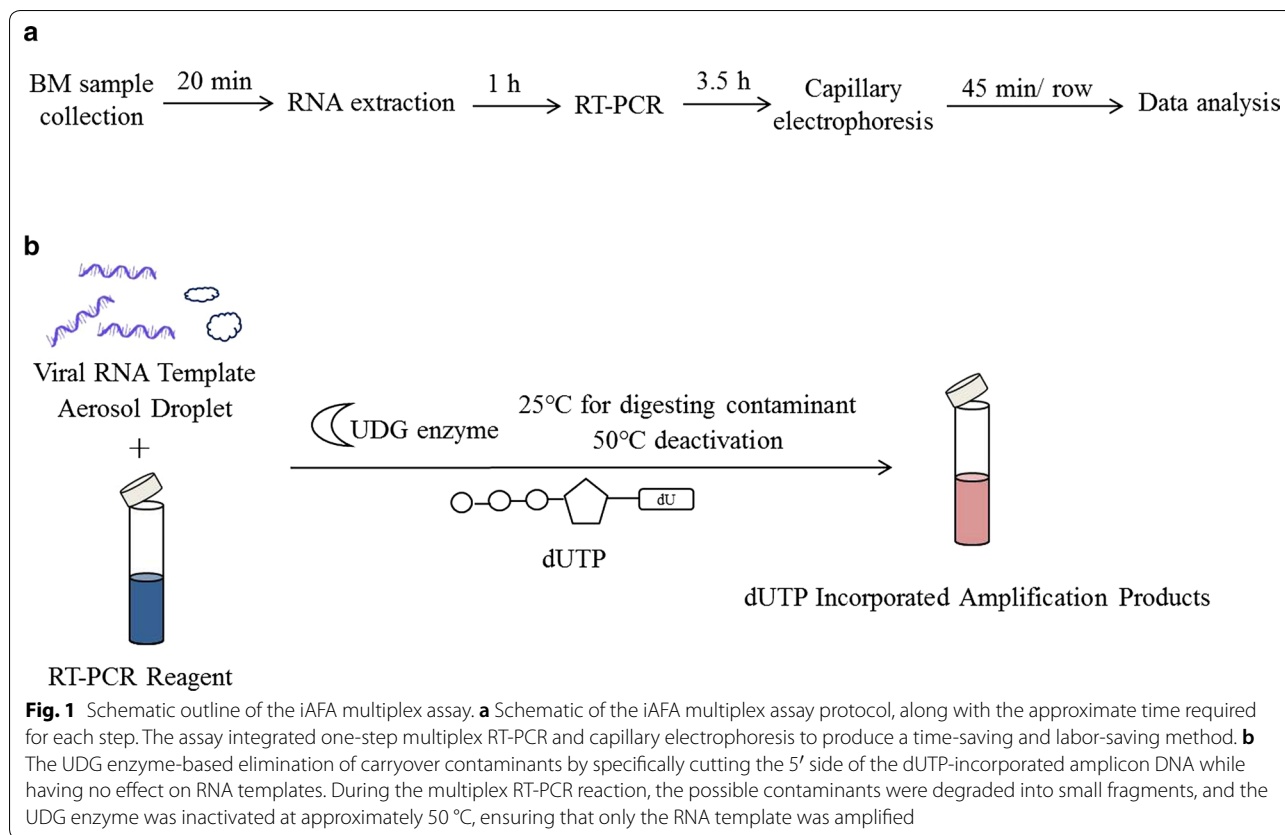 a
BM sample collection
20 min
RNA extraction
1 h
RT-PCR
3.5 h
Capillary electrophoresis
45 min/ row
Data analysis
b
Viral RNA Template
Aerosol Droplet
+
RT-PCR Reagent
UDG enzyme
25°C for digesting contaminant
50°C deactivation
dU
dUTP
dUTP Incorporated Amplification Products
Fig. 1 Schematic outline of the iAFA multiplex assay. a Schematic of the iAFA multiplex assay protocol, along with the approximate time required
for each step. The assay integrated one-step multiplex RT-PCR and capillary electrophoresis to produce a time-saving and labor-saving method. b
The UDG enzyme-based elimination of carryover contaminants by specifically cutting the 5′ side of the dUTP-incorporated amplicon DNA while
having no effect on RNA templates. During the multiplex RT-PCR reaction, the possible contaminants were degraded into small fragments, and the
UDG enzyme was inactivated at approximately 50 °C, ensuring that only the RNA template was amplified